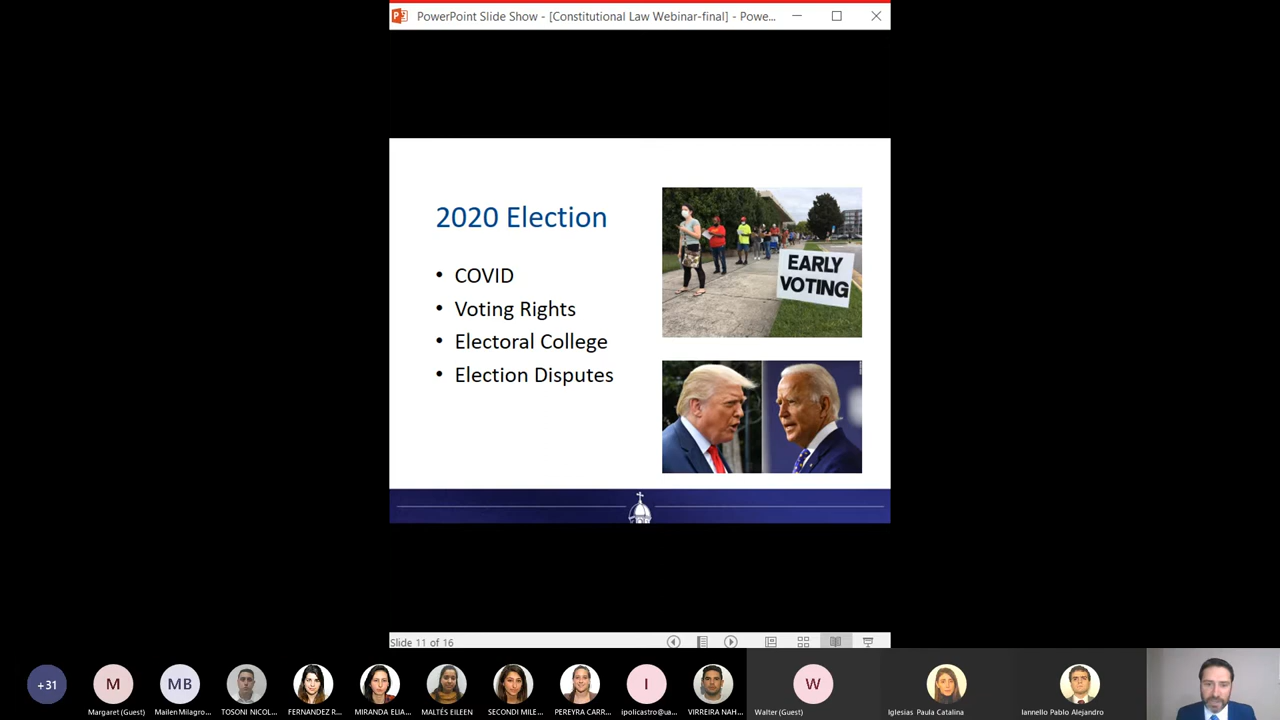 PowerPoint Slide Show - [Constitutional Law Webinar-final] - Powe...
2020 Election
• COVID
• Voting Rights
• Electoral College
• Election Disputes
EARLY
VOTING
Slide 11 of 16
+31
M
MB
I
W
Margaret (Guest)
Mailen Milagro...
TOSONI NICOL...
FERNANDEZ R...
MIRANDA ELIA...
MALTÉS EILEEN
SECONDI MILE...
PEREYRA CARR...
ipolicastro@ua...
VIRREIRA NAH...
Walter (Guest)
Iglesias Paula Catalina
Iannello Pablo Alejandro